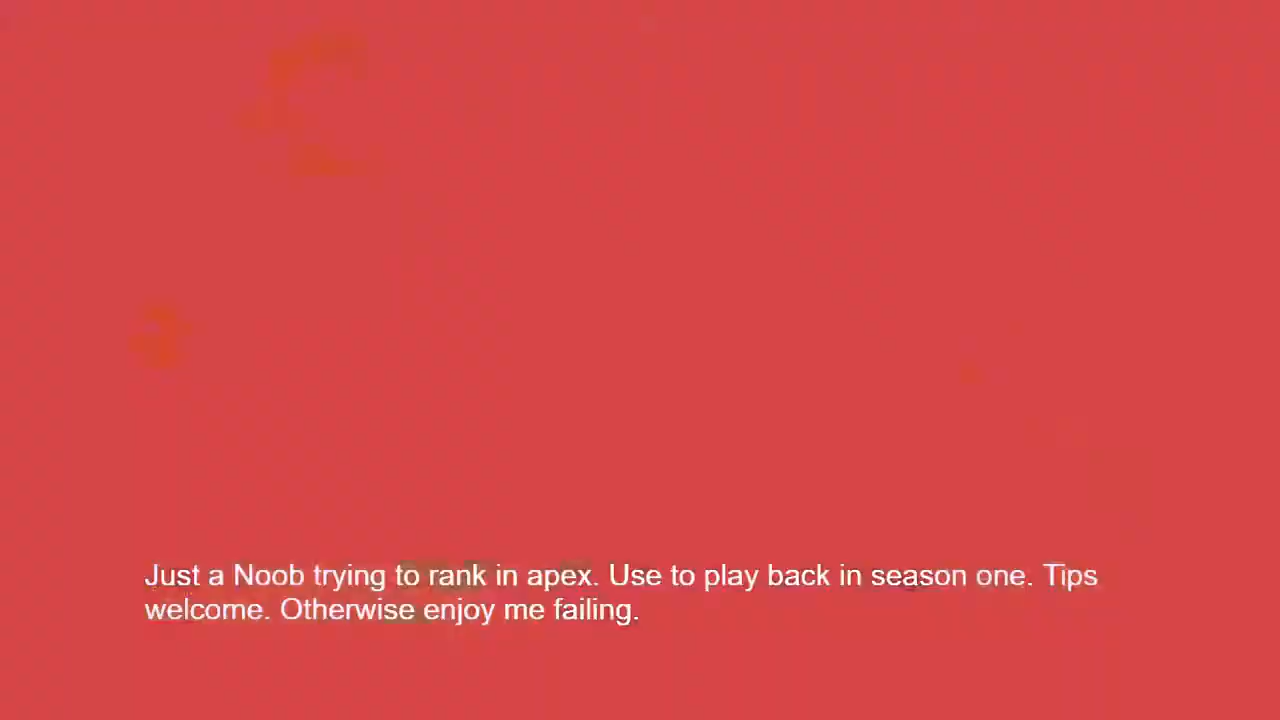 Just a Noob trying to rank in apex. Use to play back in season one. Tips
welcome. Otherwise enjoy me failing.